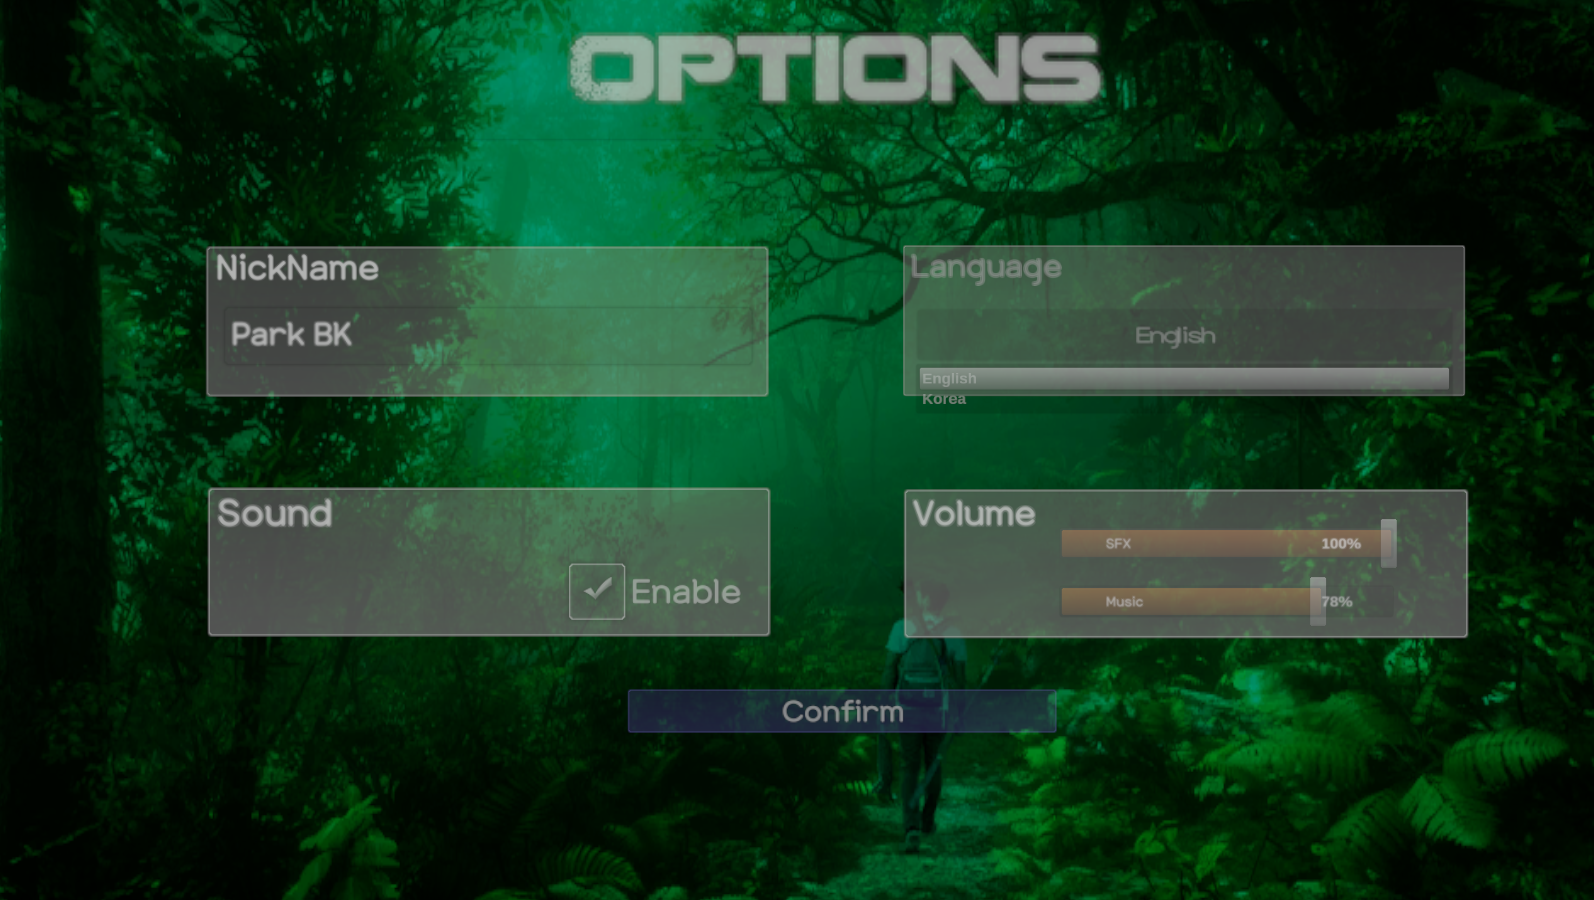 OPTIONS
NickName
Park BK
Language
English
English
Korea
Sound
Enable
Volume
SFX 100%
Music 78%
Confirm